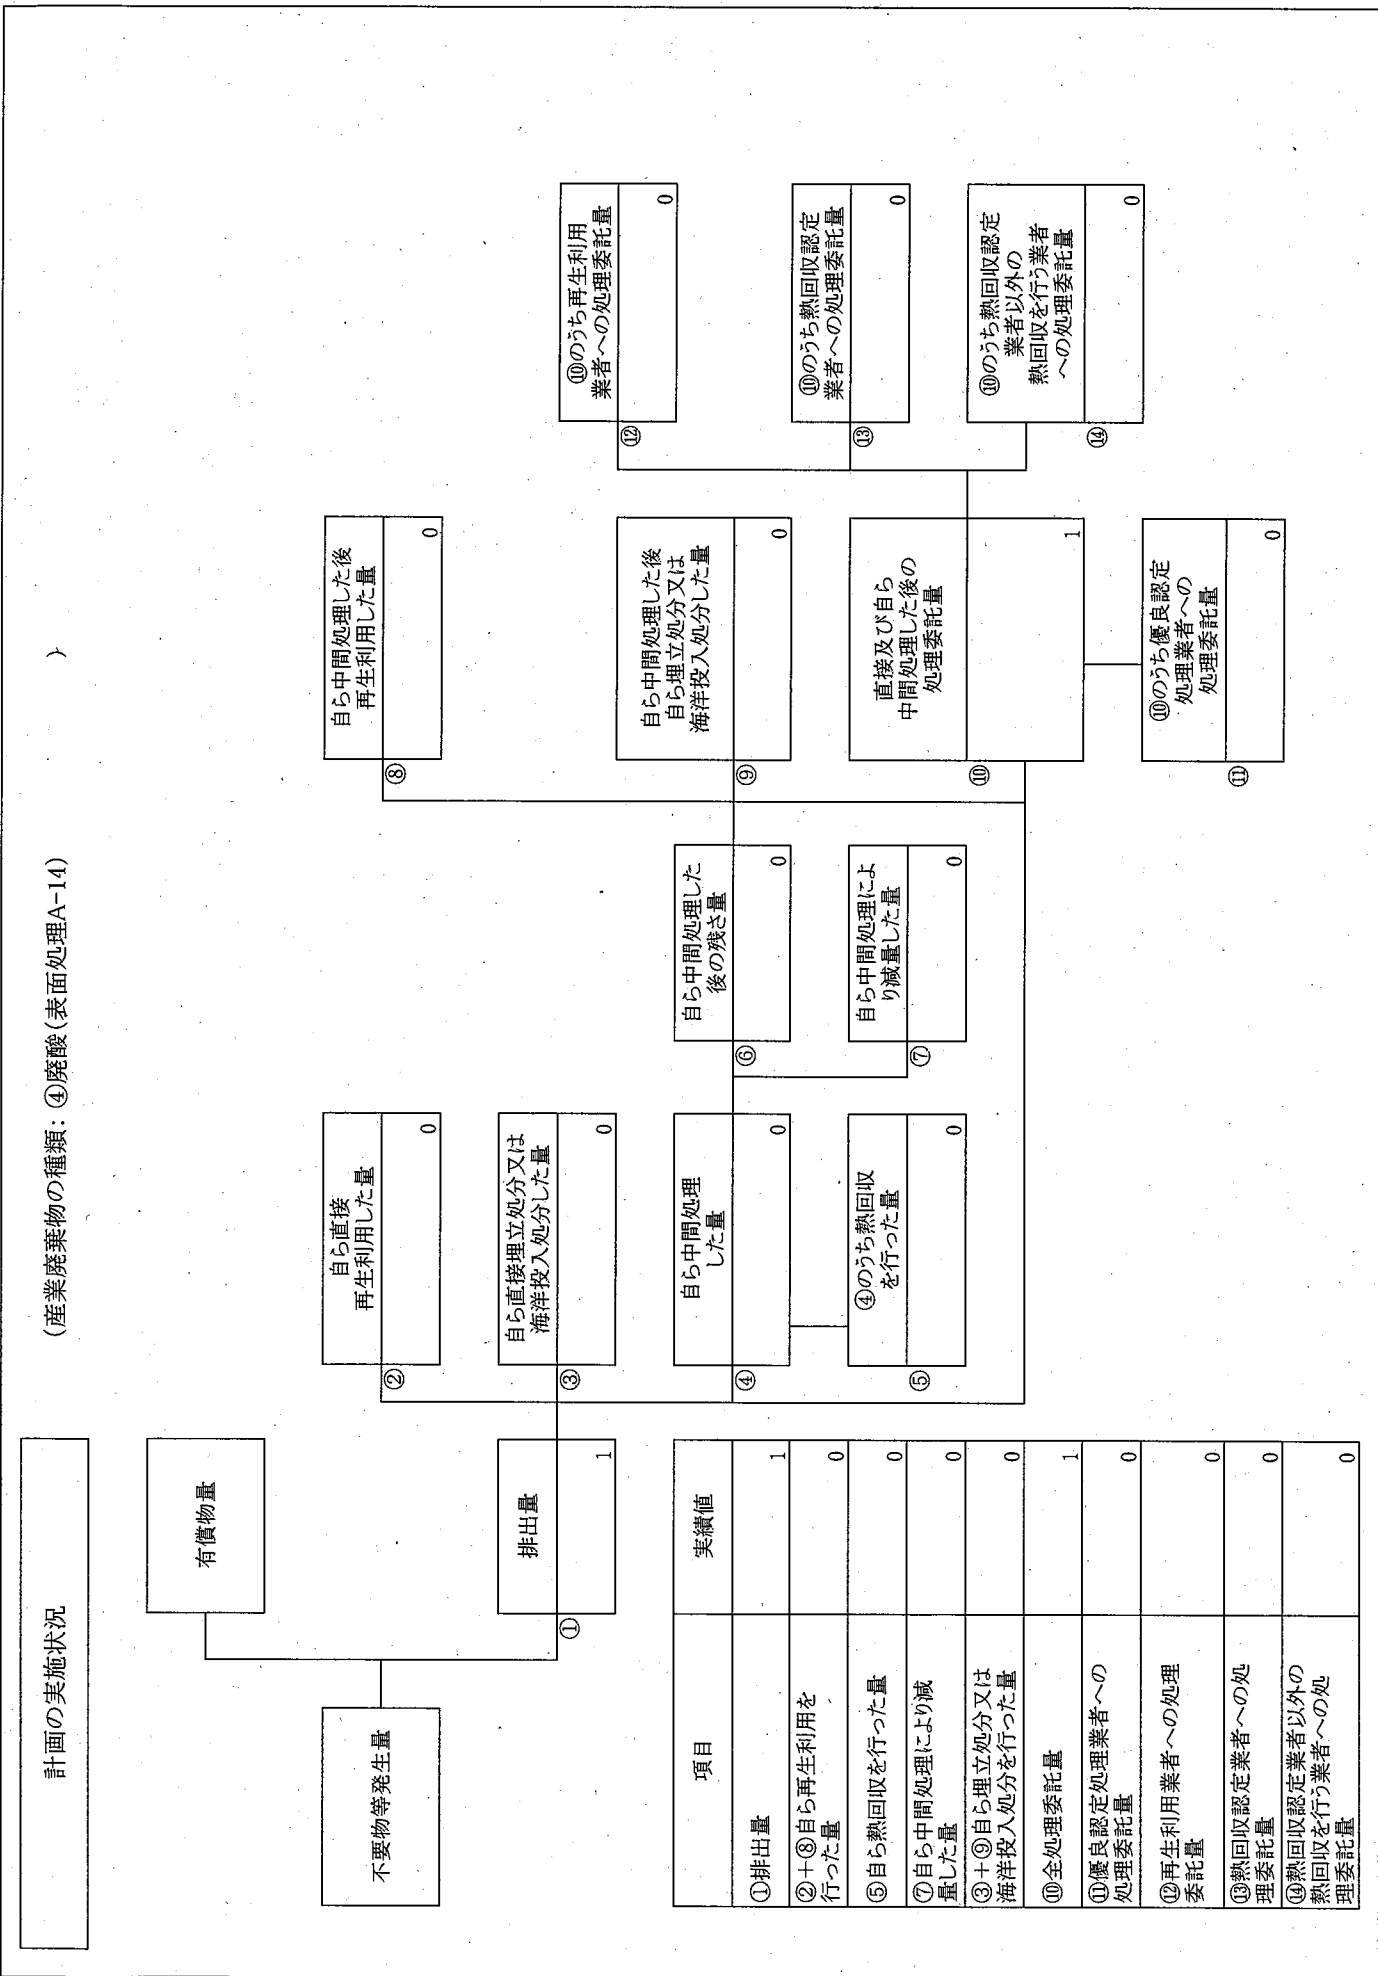 計画の実施状況
(産業廃棄物の種類：④廃酸(表面処理A-14)
)
不要物等発生量
有償物量
排出量
①
1
自ら直接
再生利用した量
②
0
自ら直接埋立処分又は
海洋投入処分した量
③
0
自ら中間処理
した量
④
0
④のうち熱回収
を行った量
⑤
0
自ら中間処理した
後の残さ量
⑥
0
自ら中間処理によ
り減量した量
⑦
0
自ら中間処理した後
再生利用した量
⑧
0
自ら中間処理した後
自ら埋立処分又は
海洋投入処分した量
⑨
0
直接及び自ら
中間処理した後の
処理委託量
⑩
1
⑩のうち優良認定
処理業者への
処理委託量
⑪
0
⑩のうち再生利用
業者への処理委託量
⑫
0
⑩のうち熱回収認定
業者への処理委託量
⑬
0
⑩のうち熱回収認定
業者以外の
熱回収を行う業者
への処理委託量
⑭
0
項目 実績値
①排出量 1
②＋⑧自ら再生利用を
行った量 0
⑤自ら熱回収を行った量 0
⑦自ら中間処理により減
量した量 0
③＋⑨自ら埋立処分又は
海洋投入処分を行った量 0
⑩全処理委託量 1
⑪優良認定処理業者への
処理委託量 0
⑫再生利用業者への処理
委託量 0
⑬熱回収認定業者への処
理委託量 0
⑭熱回収認定業者以外の
熱回収を行う業者への処
理委託量 0